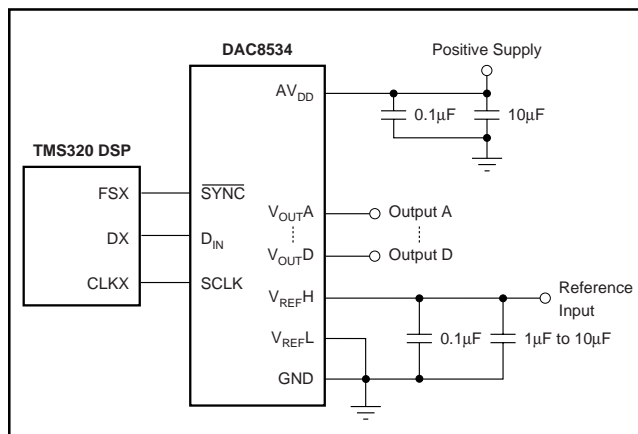 DAC8534
Positive Supply
AVDD
0.1µF
10µF
TMS320 DSP
FSX
SYNC
VOUTA
Output A
DX
DIN
VOUTD
Output D
CLKX
SCLK
VREFH
Reference
Input
0.1µF
1µF to 10µF
VREFL
GND